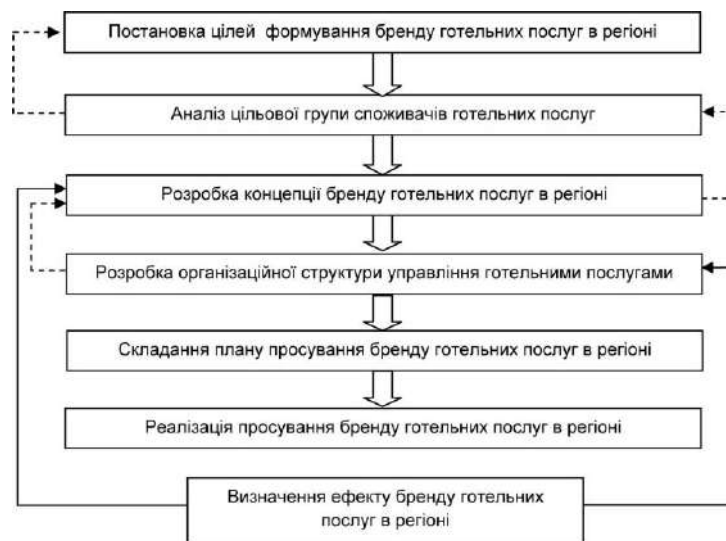 Постановка цілей формування бренду готельних послуг в регіоні
Аналіз цільової групи споживачів готельних послуг
Розробка концепції бренду готельних послуг в регіоні
Розробка організаційної структури управління готельними послугами
Складання плану просування бренду готельних послуг в регіоні
Реалізація просування бренду готельних послуг в регіоні
Визначення ефекту бренду готельних
послуг в регіоні